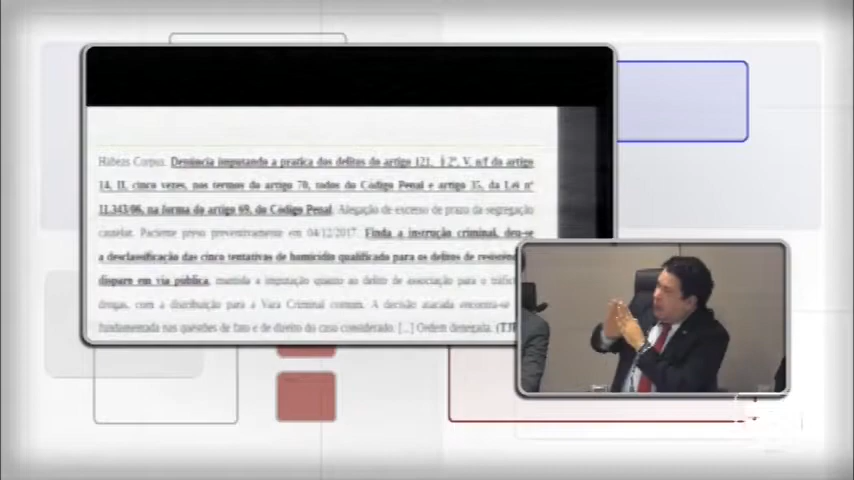 Hábeas Corpus. Denúncia imputando a prática dos delitos do artigo 121, § 2º, V, n/f do artigo
14, II, cinco vezes, nos termos do artigo 70, todos do Código Penal e artigo 35, da Lei nº
11.343/06, na forma do artigo 69, do Código Penal. Alegação de excesso de prazo da segregação
cautelar. Paciente preso preventivamente em 04/12/2017. Finda a instrução criminal, deu-se
a desclassificação das cinco tentativas de homicídio qualificado para os delitos de resistên
disparo em via pública, mantida a imputação quanto ao delito de associação para o tráfic
drogas, com a distribuição para a Vara Criminal comum. A decisão atacada encontra-se
fundamentada nas questões de fato e de direito do caso considerado. [...] Ordem denegada. (TJR